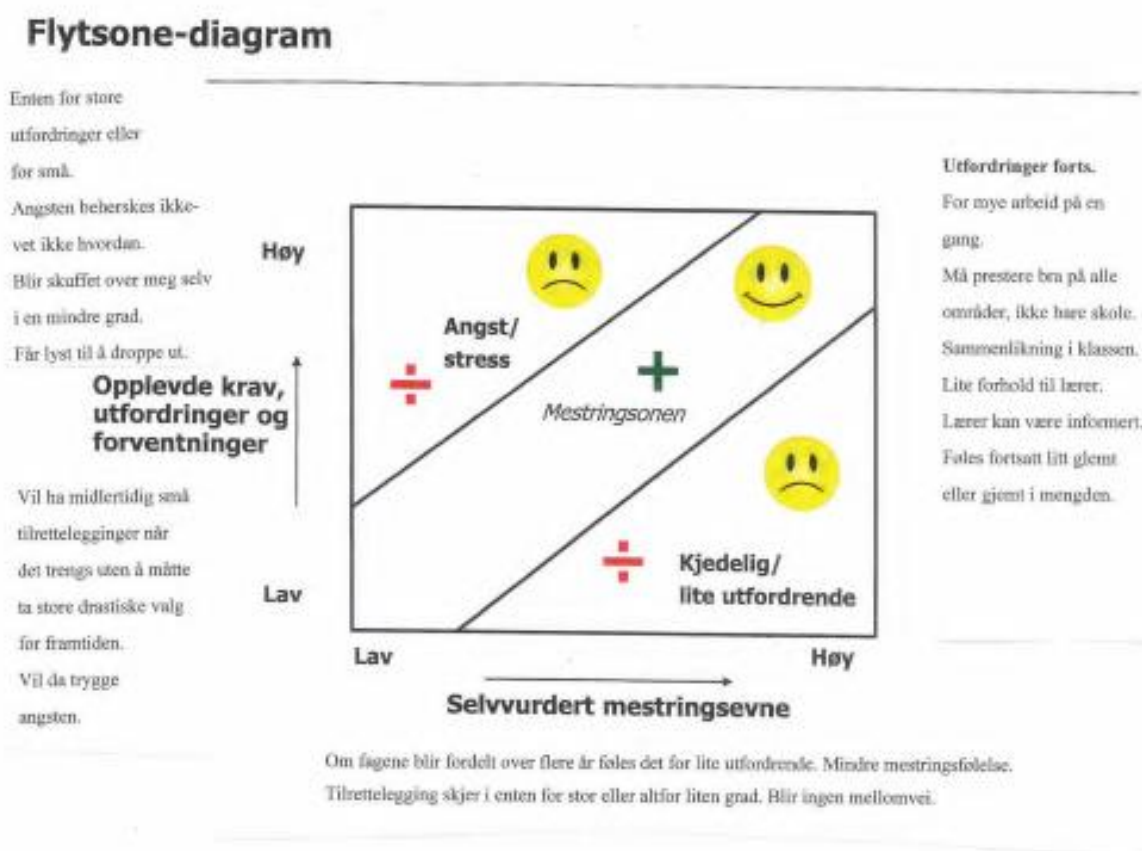 Flytsone-diagram
Enten for store
utfordringer eller
for små.
Angsten beherskes ikke-
vet ikke hvordan.
Blir skuffet over meg selv
i en mindre grad.
Får lyst til å droppe ut.
Opplevde krav,
utfordringer og
forventninger
Vil ha midlertidig små
tilrettelegginger når
det trengs uten å måtte
ta store drastiske valg
for framtiden.
Vil da trygge
angsten.
Høy
Lav
Angst/
stress
Mestringsonen
Kjedelig/
lite utfordrende
Lav
Høy
Selvvurdert mestringsevne
Utfordringer forts.
For mye arbeid på en
gang.
Må prestere bra på alle
områder, ikke bare skole.
Sammenlikning i klassen.
Lite forhold til lærer.
Lærer kan være informert.
Føles fortsatt litt glemt
eller gjemt i mengden.
Om fagene blir fordelt over flere år føles det for lite utfordrende. Mindre mestringsfølelse.
Tilrettelegging skjer i enten for stor eller altfor liten grad. Blir ingen mellomvei.